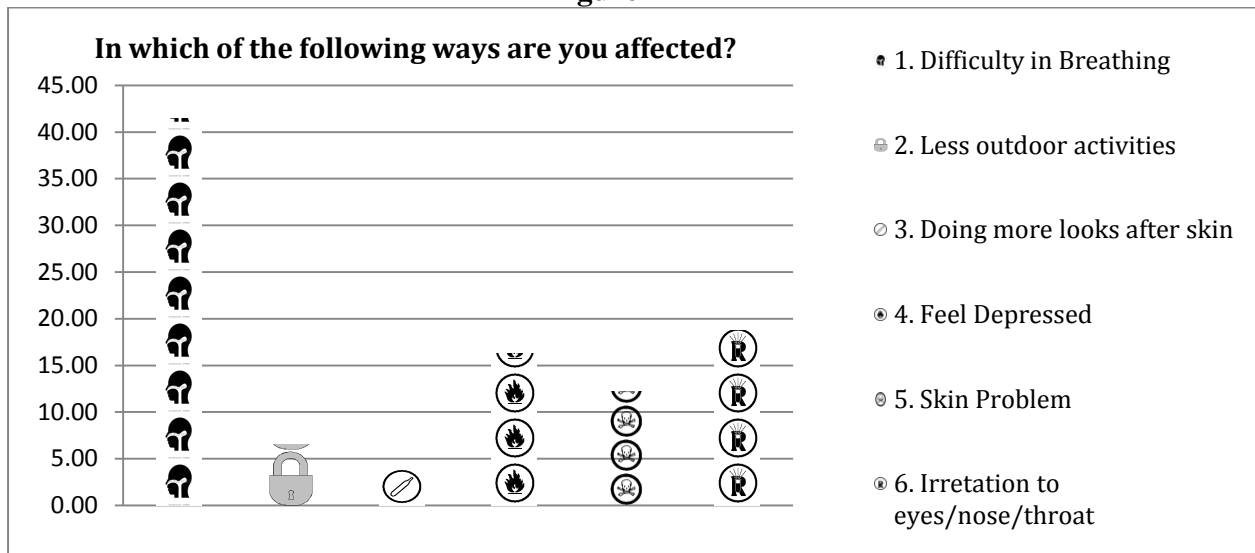 In which of the following ways are you affected?
45.00
40.00
35.00
30.00
25.00
20.00
15.00
10.00
5.00
0.00
1. Difficulty in Breathing
2. Less outdoor activities
3. Doing more looks after skin
4. Feel Depressed
5. Skin Problem
6. Irretation to
eyes/nose/throat